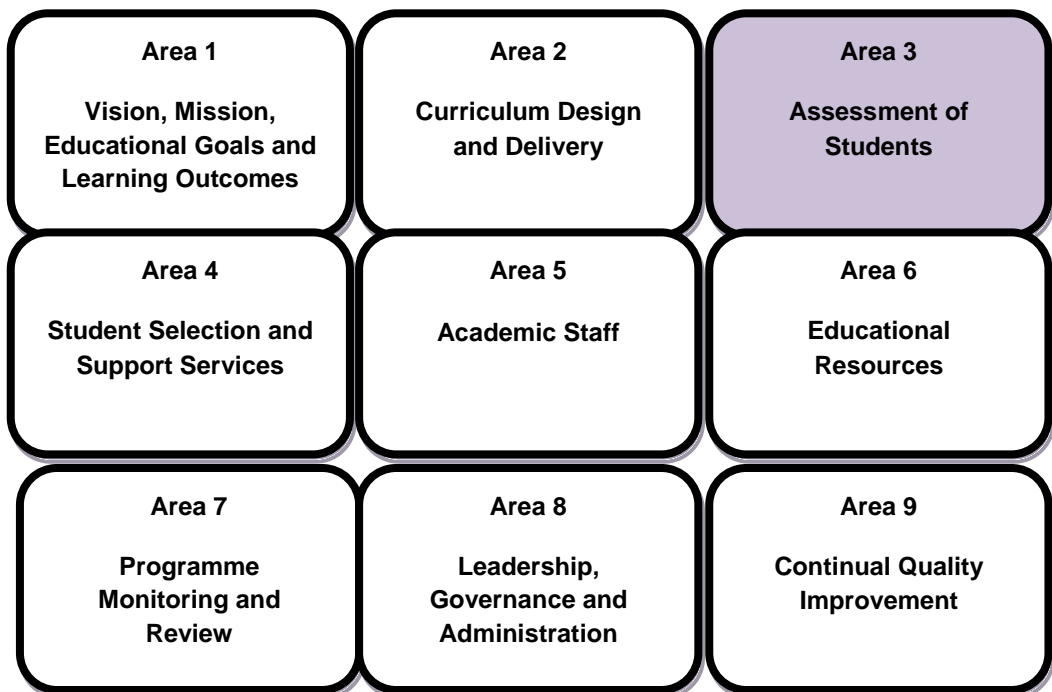 Area 1
Vision, Mission,
Educational Goals and
Learning Outcomes
Area 2
Curriculum Design
and Delivery
Area 3
Assessment of
Students
Area 4
Student Selection and
Support Services
Area 5
Academic Staff
Area 6
Educational
Resources
Area 7
Programme
Monitoring and
Review
Area 8
Leadership,
Governance and
Administration
Area 9
Continual Quality
Improvement